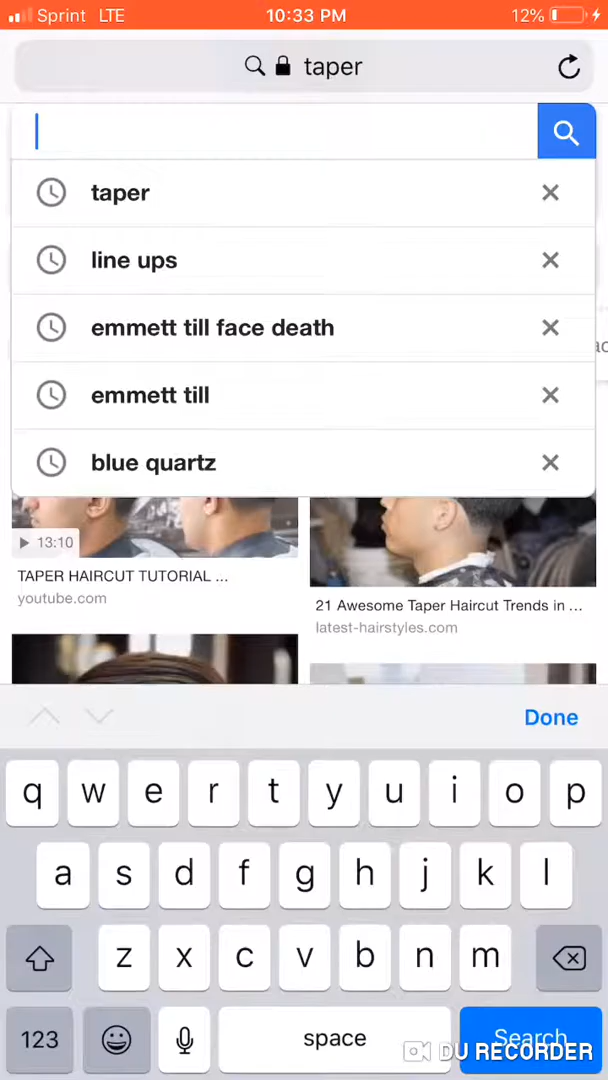 Sprint LTE 10:33 PM 12%
taper
taper
line ups
emmett till face death
emmett till
blue quartz
13:10
TAPER HAIRCUT TUTORIAL ...
youtube.com
21 Awesome Taper Haircut Trends in ...
latest-hairstyles.com
Done
q w e r t y u i o p
a s d f g h j k l
z x c v b n m
123 space Search
DU RECORDER